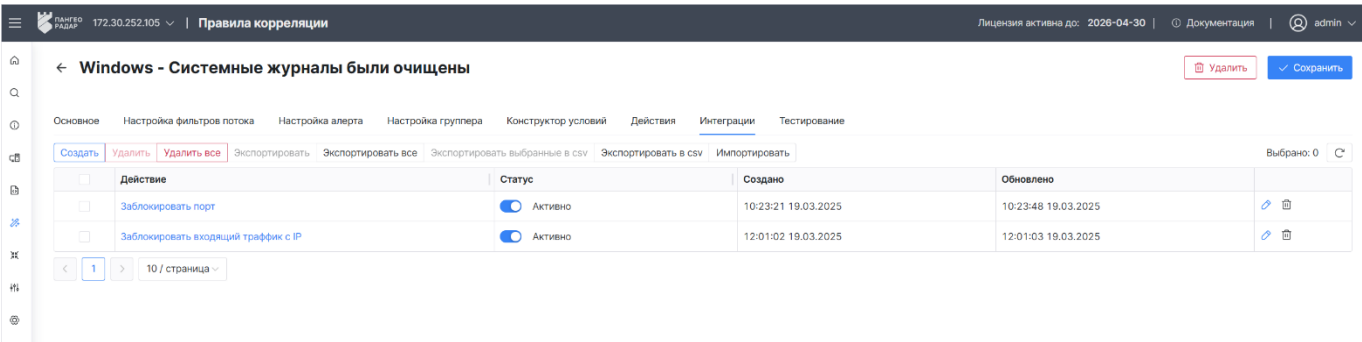 ПАНГЕО РАДАР 172.30.252.105 | Правила корреляции Лицензия активна до: 2026-04-30 | Документация | admin
Windows - Системные журналы были очищены Удалить Сохранить
Основное Настройка фильтров потока Настройка алерта Настройка группера Конструктор условий Действия Интеграции Тестирование
Создать Удалить Удалить все Экспортировать Экспортировать все Экспортировать выбранные в csv Экспортировать в csv Импортировать Выбрано: 0
Действие Статус Создано Обновлено
Заблокировать порт Активно 10:23:21 19.03.2025 10:23:48 19.03.2025
Заблокировать входящий траффик с IP Активно 12:01:02 19.03.2025 12:01:03 19.03.2025
< 1 > 10 / страница